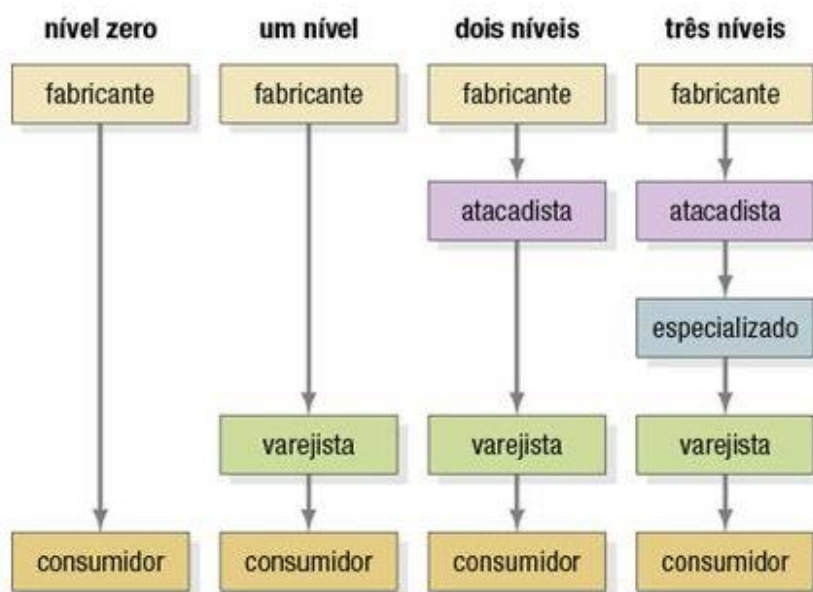 nível zero
um nível
dois níveis
três níveis
fabricante
fabricante
fabricante
fabricante
atacadista
atacadista
especializado
varejista
varejista
varejista
consumidor
consumidor
consumidor
consumidor